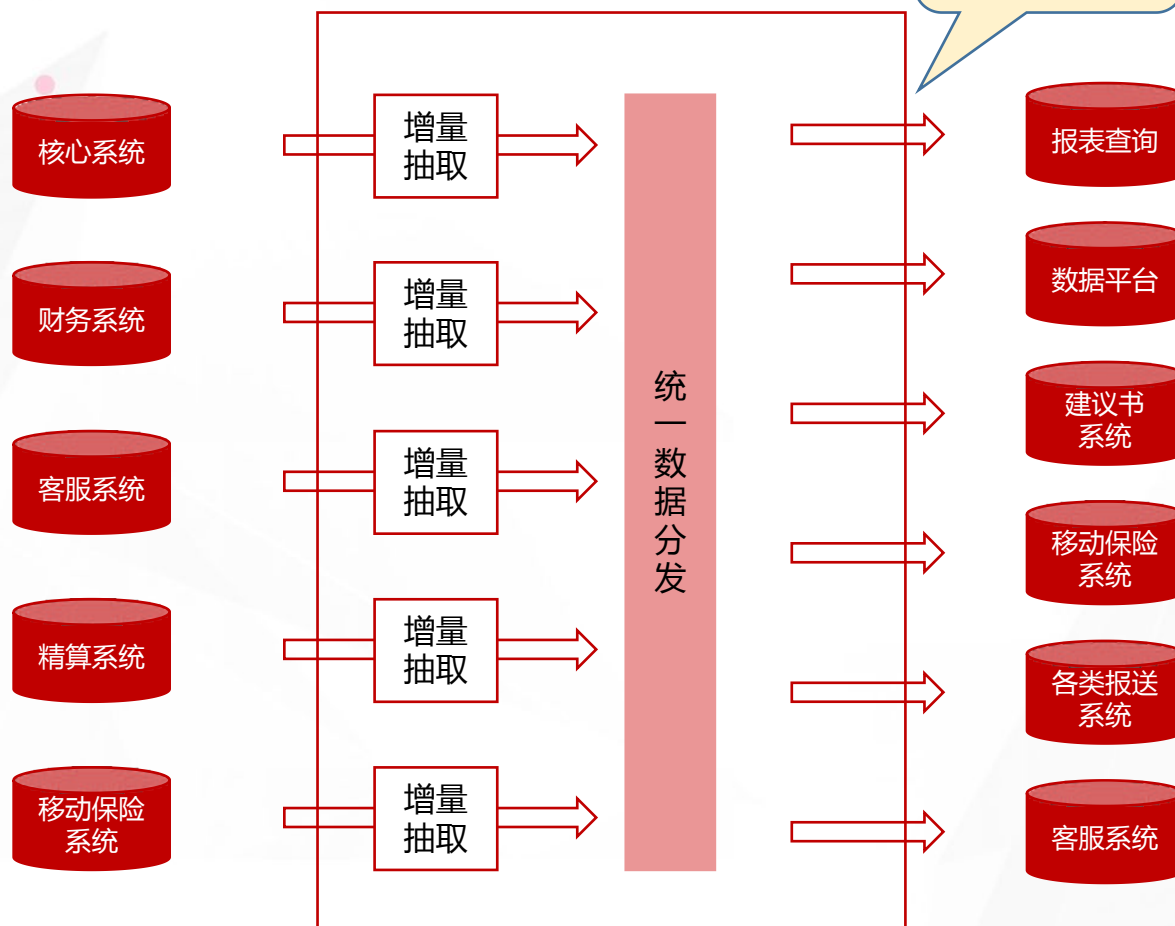 核心系统
增量
抽取
报表查询
财务系统
增量
抽取
数据平台
客服系统
增量
抽取
统一数据分发
建议书
系统
精算系统
增量
抽取
移动保险
系统
移动保险
系统
增量
抽取
各类报送
系统
客服系统